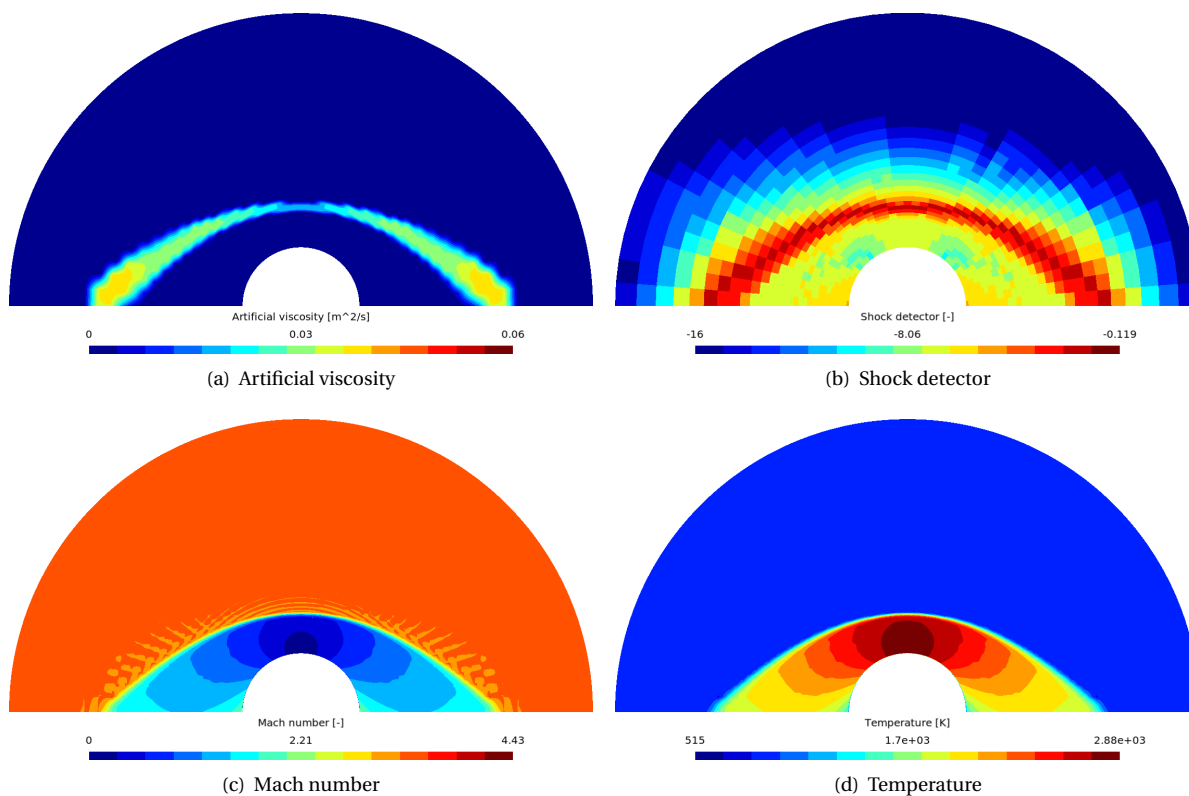 Artificial viscosity [m^2/s]
0 0.03 0.06
(a) Artificial viscosity
Shock detector [-]
-16 -8.06 -0.119
(b) Shock detector
Mach number [-]
0 2.21 4.43
(c) Mach number
Temperature [K]
515 1.7e+03 2.88e+03
(d) Temperature